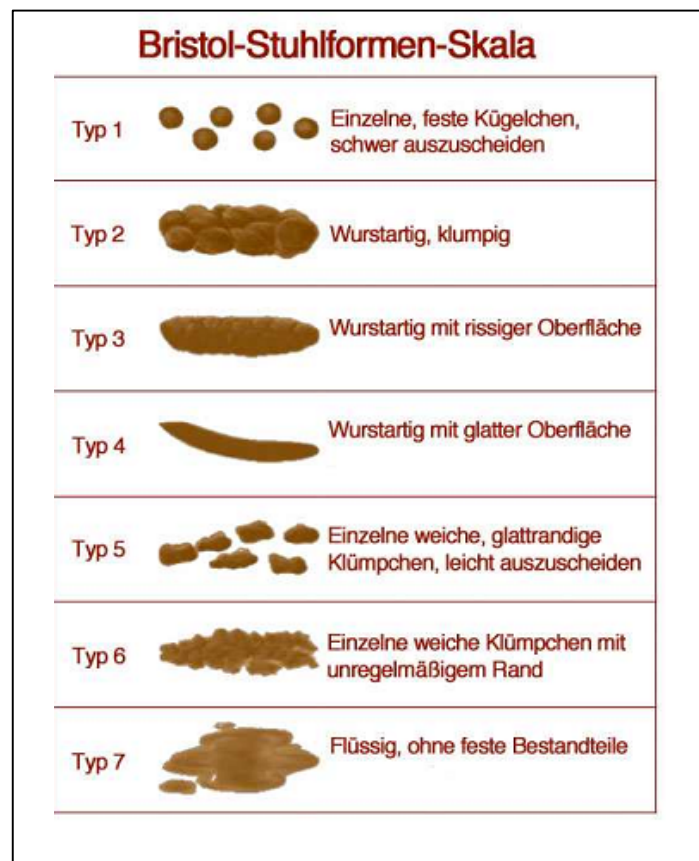 Bristol-Stuhlformen-Skala
Typ 1
Einzelne, feste Kügelchen,
schwer auszuscheiden
Typ 2
Wurstartig, klumpig
Typ 3
Wurstartig mit rissiger Oberfläche
Typ 4
Wurstartig mit glatter Oberfläche
Typ 5
Einzelne weiche, glattrandige
Klümpchen, leicht auszuscheiden
Typ 6
Einzelne weiche Klümpchen mit
unregelmäßigem Rand
Typ 7
Flüssig, ohne feste Bestandteile